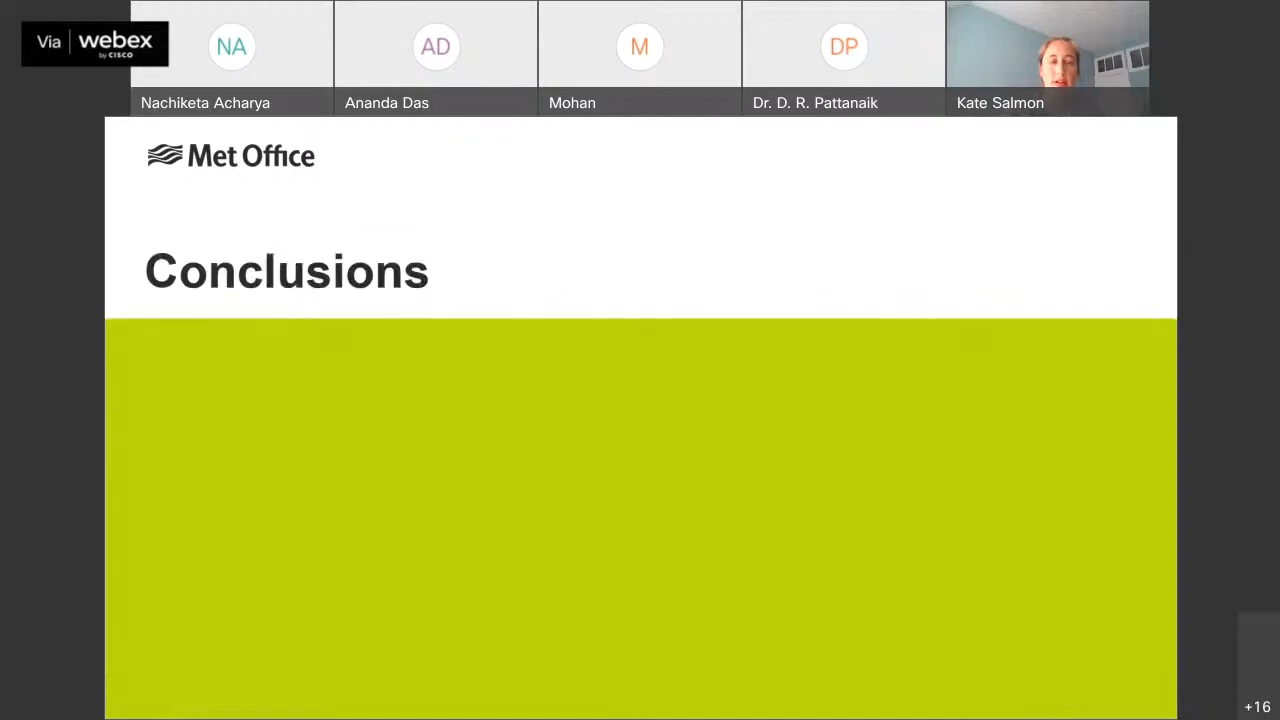 Via webex
by CISCO
NA AD M DP
Nachiketa Acharya Ananda Das Mohan Dr. D. R. Pattanaik Kate Salmon
Met Office
Conclusions
+16